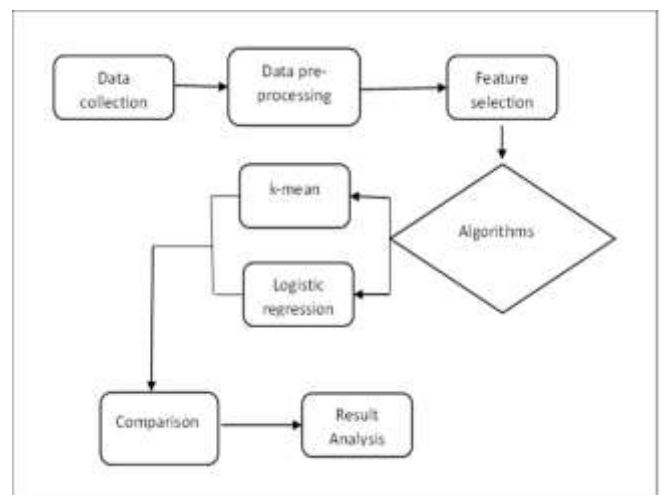 Data
collection
Data pre-
processing
Feature
selection
Algorithms
k-mean
Logistic
regression
Comparison
Result
Analysis